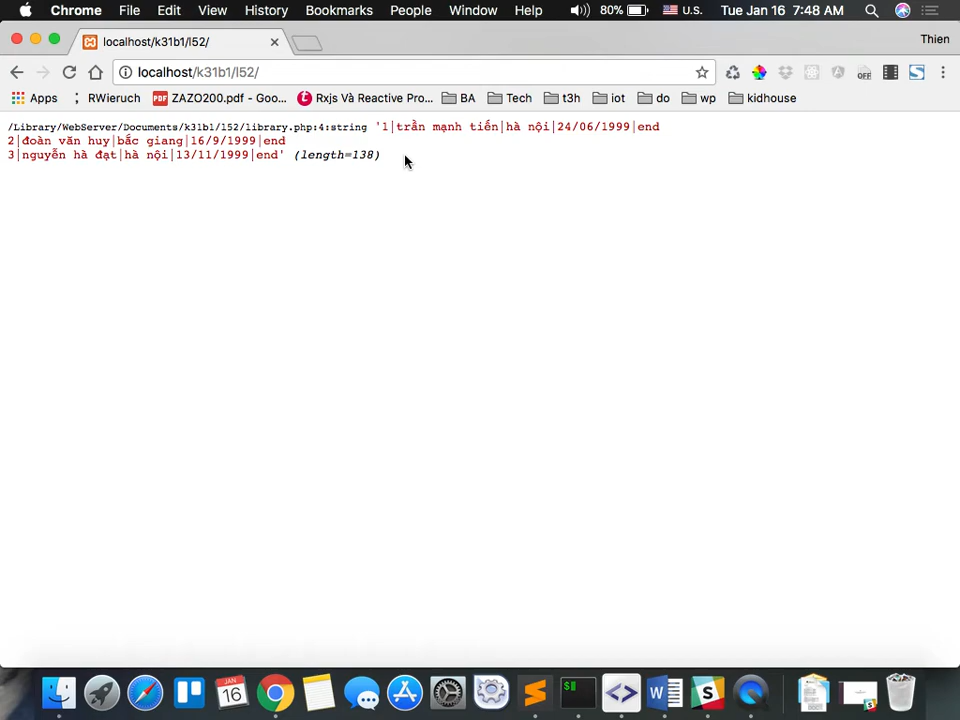 Chrome File Edit View History Bookmarks People Window Help 80% U.S. Tue Jan 16 7:48 AM
localhost/k31b1/l52/
Thien
localhost/k31b1/l52/
OFF
Apps RWieruch ZAZO200.pdf - Goo... Rxjs Và Reactive Pro... BA Tech t3h iot do wp kidhouse
/Library/WebServer/Documents/k31b1/l52/library.php:4:string '1|trần mạnh tiến|hà nội|24/06/1999|end
2|đoàn văn huy|bắc giang|16/9/1999|end
3|nguyễn hà đạt|hà nội|13/11/1999|end' (length=138)
JAN
16